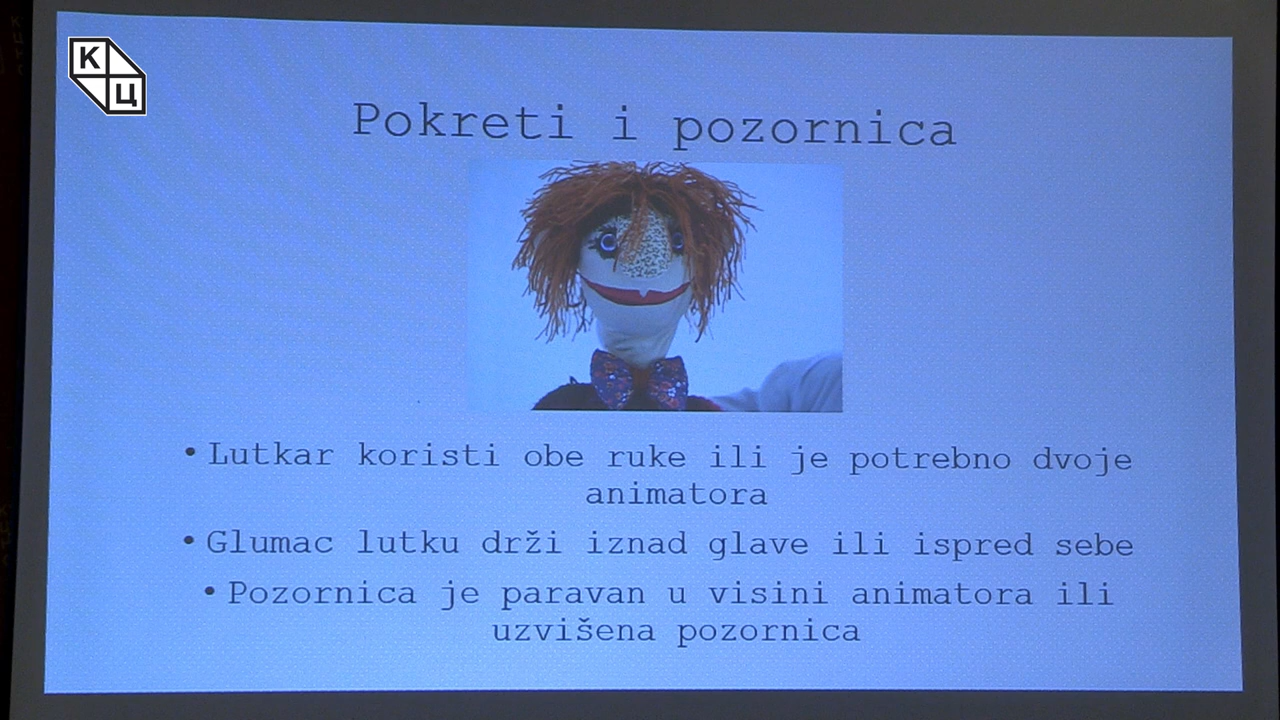 К
Ц
Pokreti i pozornica
• Lutkar koristi obe ruke ili je potrebno dvoje
animatora
• Glumac lutku drži iznad glave ili ispred sebe
• Pozornica je paravan u visini animatora ili
uzvišena pozornica